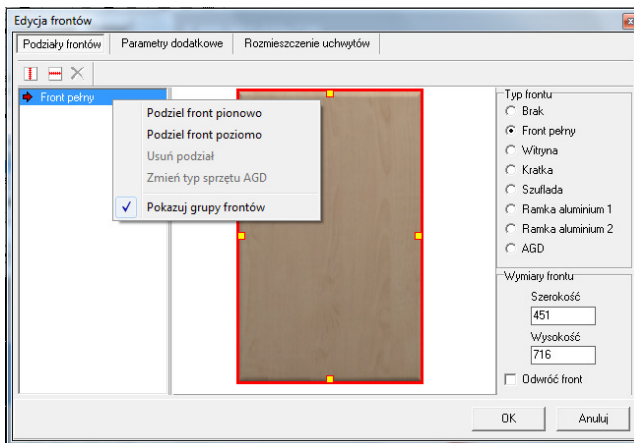 Edycja frontów
Podziały frontów
Parametry dodatkowe
Rozmieszczenie uchwytów
Front pełny
Podziel front pionowo
Podziel front poziomo
Usuń podział
Zmień typ sprzętu AGD
Pokazuj grupy frontów
Typ frontu
Brak
Front pełny
Witryna
Kratka
Szuflada
Ramka aluminium 1
Ramka aluminium 2
AGD
Wymiary frontu
Szerokość
451
Wysokość
716
Odwróć front
OK
Anuluj